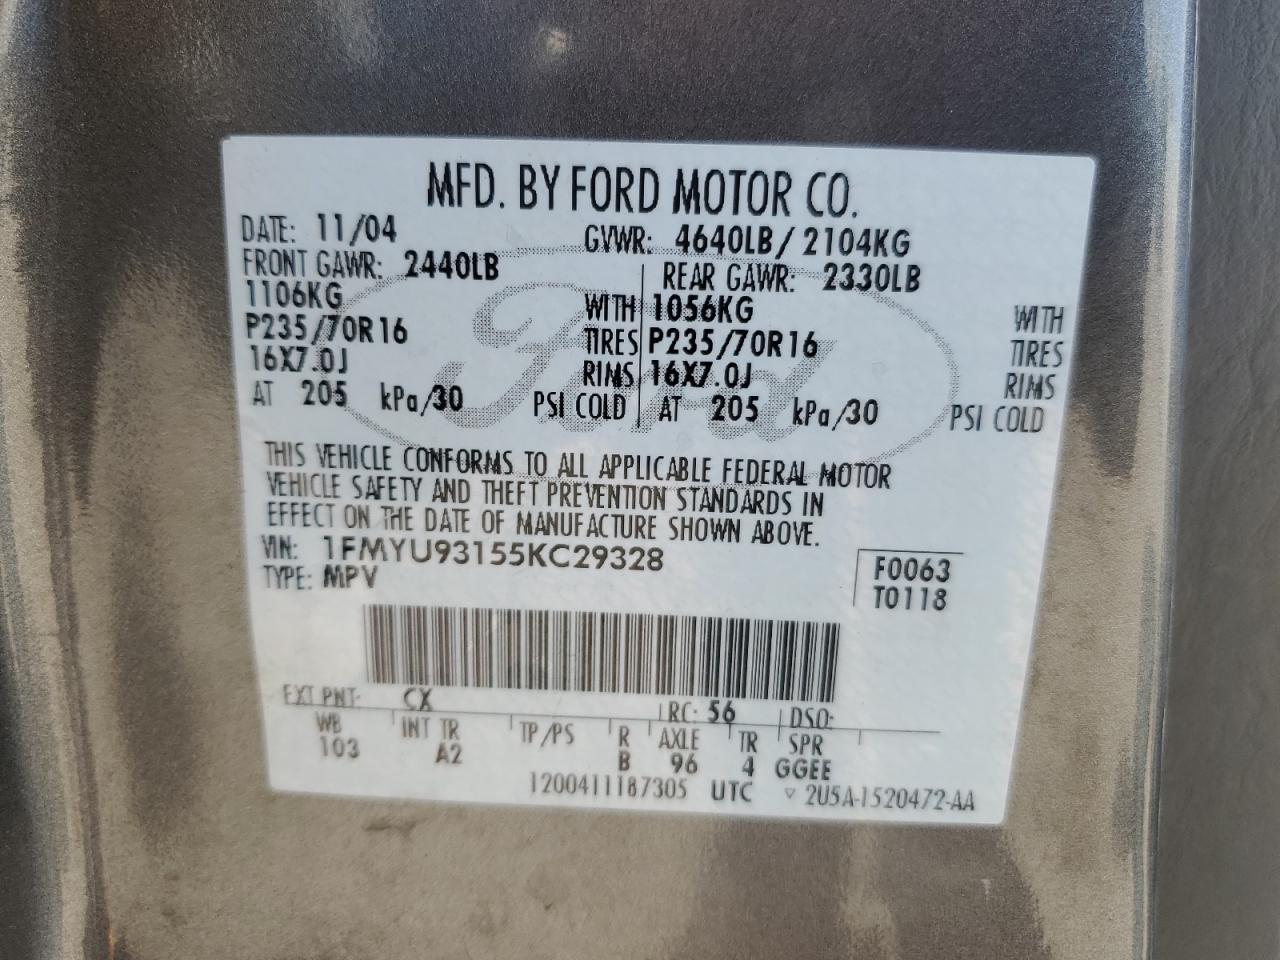 MFD. BY FORD MOTOR CO.
DATE: 11/04 GVWR: 4640LB/ 2104KG
FRONT GAWR: 2440LB REAR GAWR: 2330LB
1106KG WITH 1056KG WITH
P235/70R16 TIRES P235/70R16 TIRES
16X7.0J RIMS 16X7.0J RIMS
AT 205 kPa/30 PSI COLD AT 205 kPa/30 PSI COLD
Ford
THIS VEHICLE CONFORMS TO ALL APPLICABLE FEDERAL MOTOR
VEHICLE SAFETY AND THEFT PREVENTION STANDARDS IN
EFFECT ON THE DATE OF MANUFACTURE SHOWN ABOVE.
VIN: 1FMYU93155KC29328
TYPE: MPV
F0063
T0118
EXT PNT: CX RC: 56 DSO:
WB INT TR TP/PS R AXLE TR SPR
103 A2 B 96 4 GGEE
1200411187305 UTC ▽ 2U5A-1520472-AA